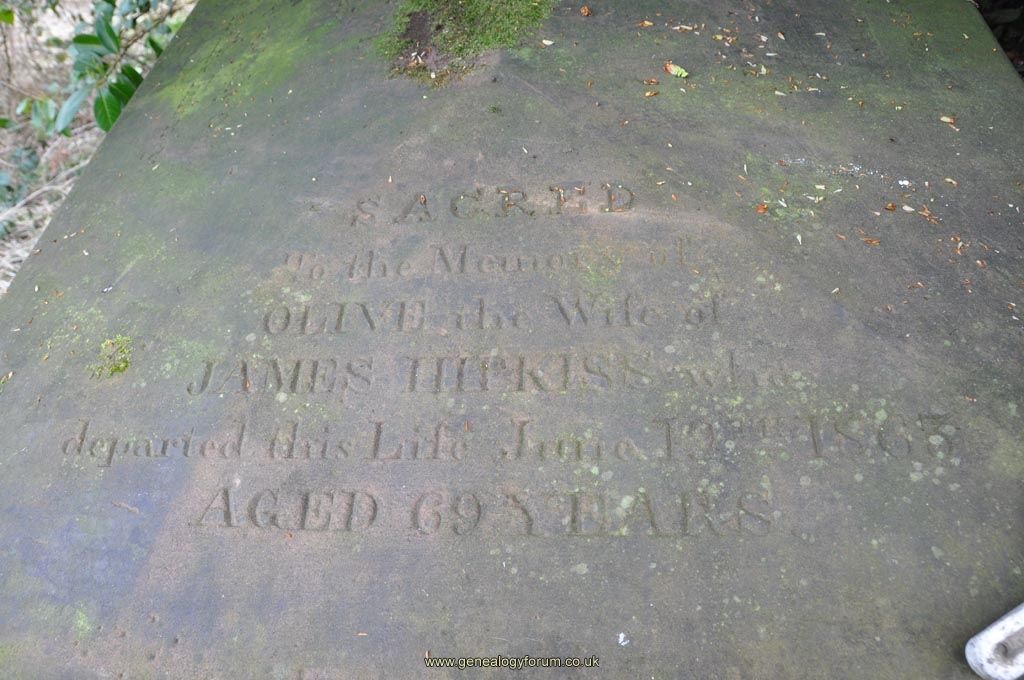 SACRED
To the Memory of
OLIVE the Wife of
JAMES HIPKISS who
departed this Life June 19TH 1863
AGED 69 YEARS
www.genealogyforum.co.uk